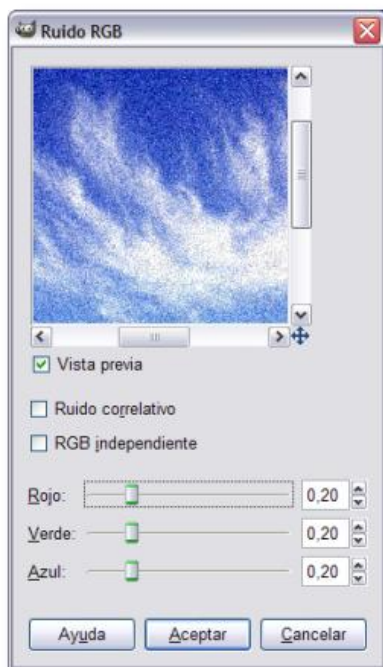 Ruido RGB
Vista previa
Ruido correlativo
RGB independiente
Rojo: 0,20
Verde: 0,20
Azul: 0,20
Ayuda Aceptar Cancelar